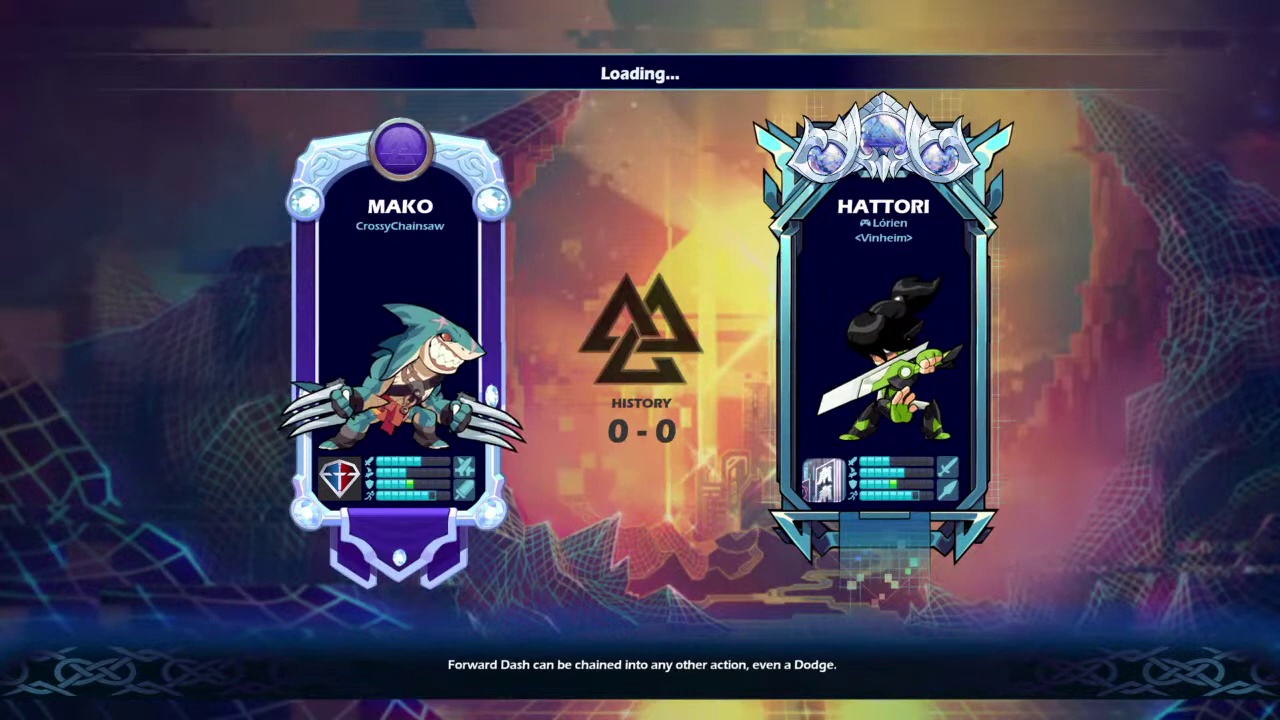 Loading...
MAKO
CrossyChainsaw
HATTORI
Lórien
<Vinheim>
HISTORY
0 - 0
Forward Dash can be chained into any other action, even a Dodge.